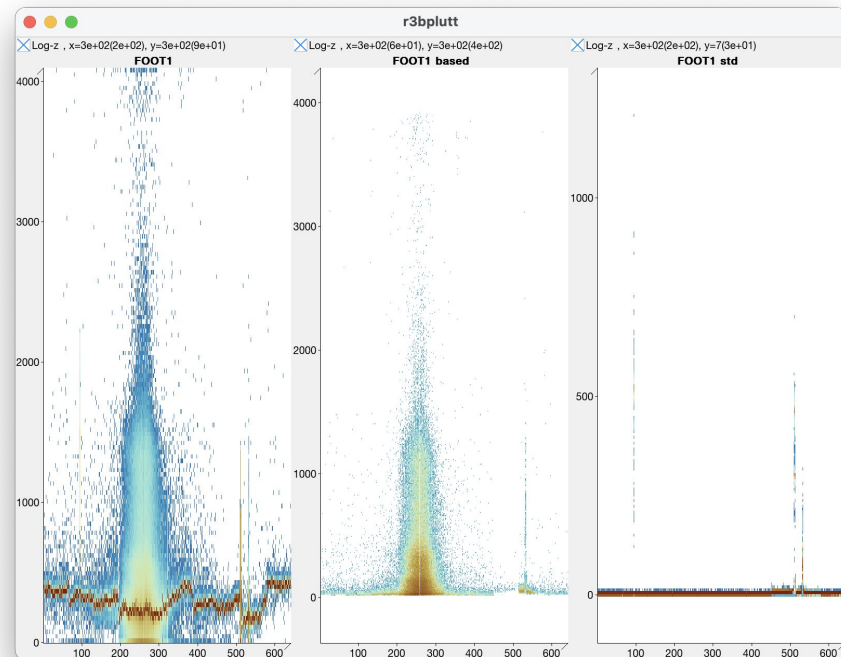 r3bplutt
Log-z , x=3e+02(2e+02), y=3e+02(9e+01)
FOOT1
4000
3000
2000
1000
0
100 200 300 400 500 600
Log-z , x=3e+02(6e+01), y=3e+02(4e+02)
FOOT1 based
4000
3000
2000
1000
0
100 200 300 400 500 600
Log-z , x=3e+02(2e+02), y=7(3e+01)
FOOT1 std
1000
500
0
100 200 300 400 500 600